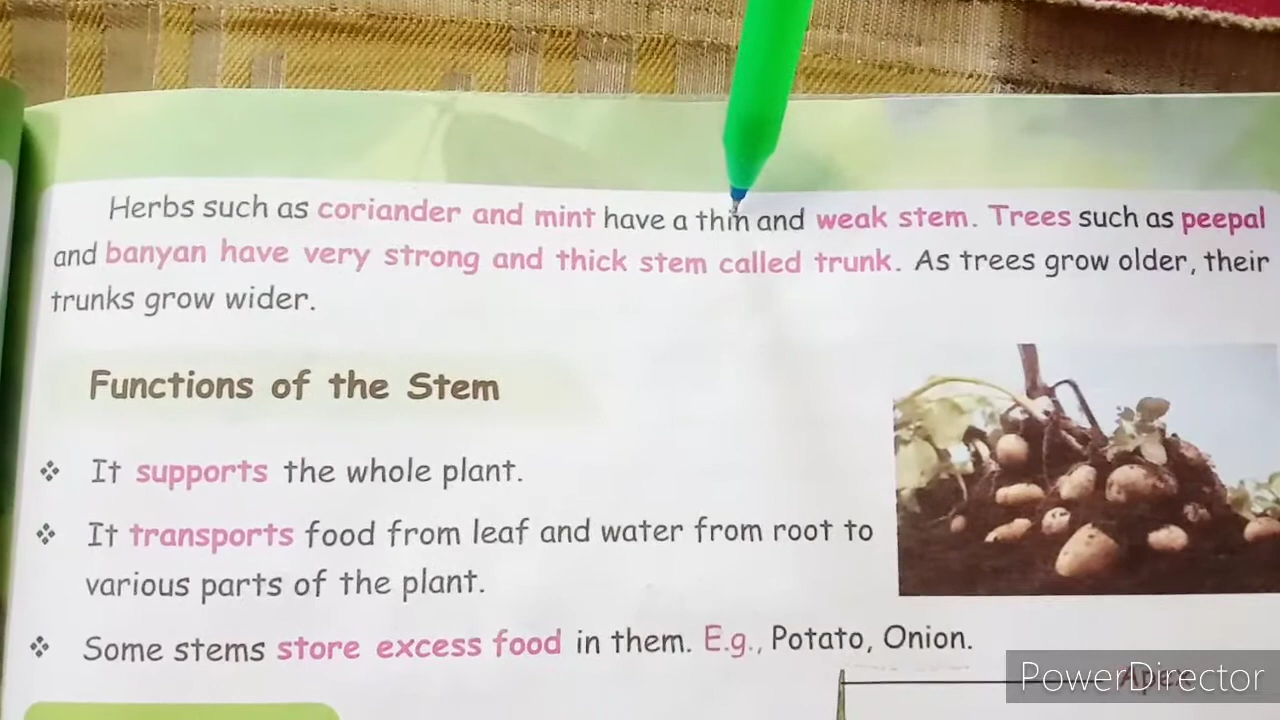 Herbs such as coriander and mint have a thin and weak stem. Trees such as peepal
and banyan have very strong and thick stem called trunk. As trees grow older, their
trunks grow wider.
Functions of the Stem
❖ It supports the whole plant.
❖ It transports food from leaf and water from root to
various parts of the plant.
❖ Some stems store excess food in them. E.g., Potato, Onion.
Apex
PowerDirector